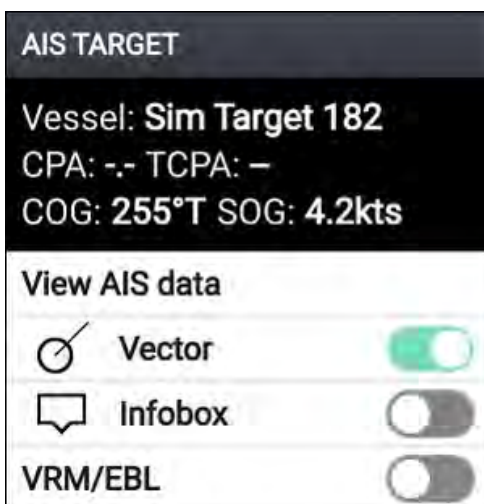 AIS TARGET
Vessel: Sim Target 182
CPA: -.- TCPA: –
COG: 255°T SOG: 4.2kts
View AIS data
Vector
Infobox
VRM/EBL